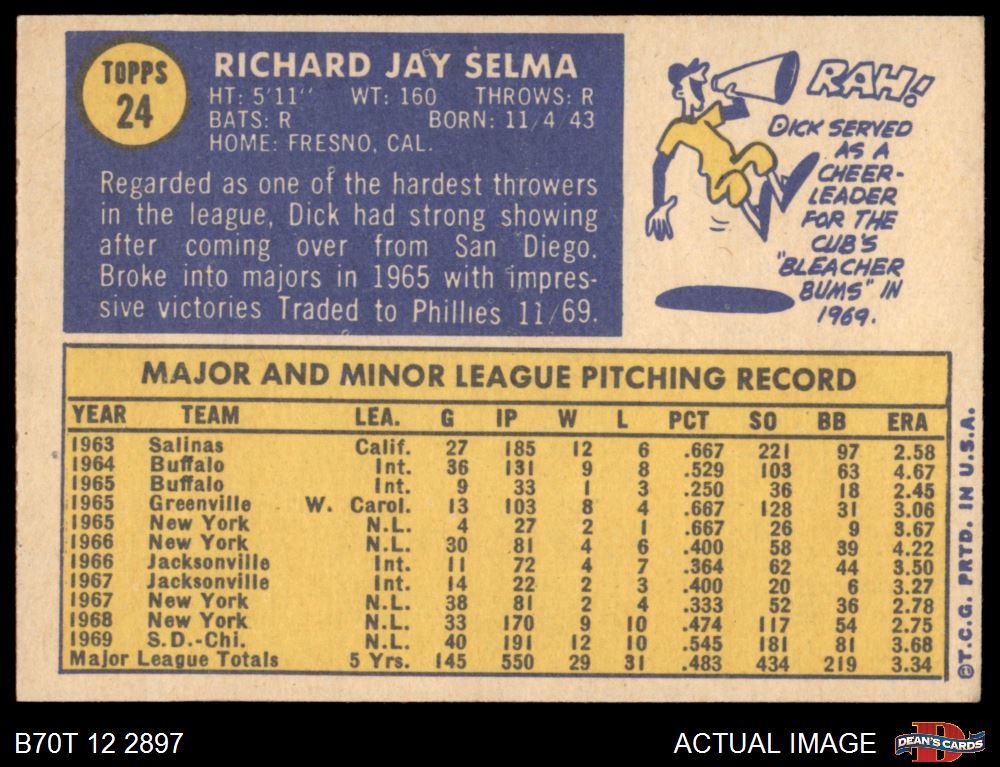 TOPPS
24
RICHARD JAY SELMA
HT: 5'11" WT: 160 THROWS: R
BATS: R BORN: 11/4/43
HOME: FRESNO, CAL.
Regarded as one of the hardest throwers
in the league, Dick had strong showing
after coming over from San Diego.
Broke into majors in 1965 with impres-
sive victories Traded to Phillies 11/69.
RAH!
DICK SERVED
AS A
CHEER-
LEADER
FOR THE
CUB'S
"BLEACHER
BUMS" IN
1969.
MAJOR AND MINOR LEAGUE PITCHING RECORD
YEAR TEAM LEA. G IP W L PCT SO BB ERA
1963 Salinas Calif. 27 185 12 6 .667 221 97 2.58
1964 Buffalo Int. 36 131 9 8 .529 103 63 4.67
1965 Buffalo Int. 9 33 1 3 .250 36 18 2.45
1965 Greenville W. Carol. 13 103 8 4 .667 128 31 3.06
1965 New York N.L. 4 27 2 1 .667 26 9 3.67
1966 New York N.L. 30 81 4 6 .400 58 39 4.22
1966 Jacksonville Int. 11 72 4 7 .364 62 44 3.50
1967 Jacksonville Int. 14 22 2 3 .400 20 6 3.27
1967 New York N.L. 38 81 2 4 .333 52 36 2.78
1968 New York N.L. 33 170 9 10 .474 117 54 2.75
1969 S.D.-Chi. N.L. 40 191 12 10 .545 181 81 3.68
Major League Totals 5 Yrs. 145 550 29 31 .483 434 219 3.34
©T.C.G. PRTD. IN U.S.A.
B70T 12 2897
ACTUAL IMAGE
DEAN'S CARDS